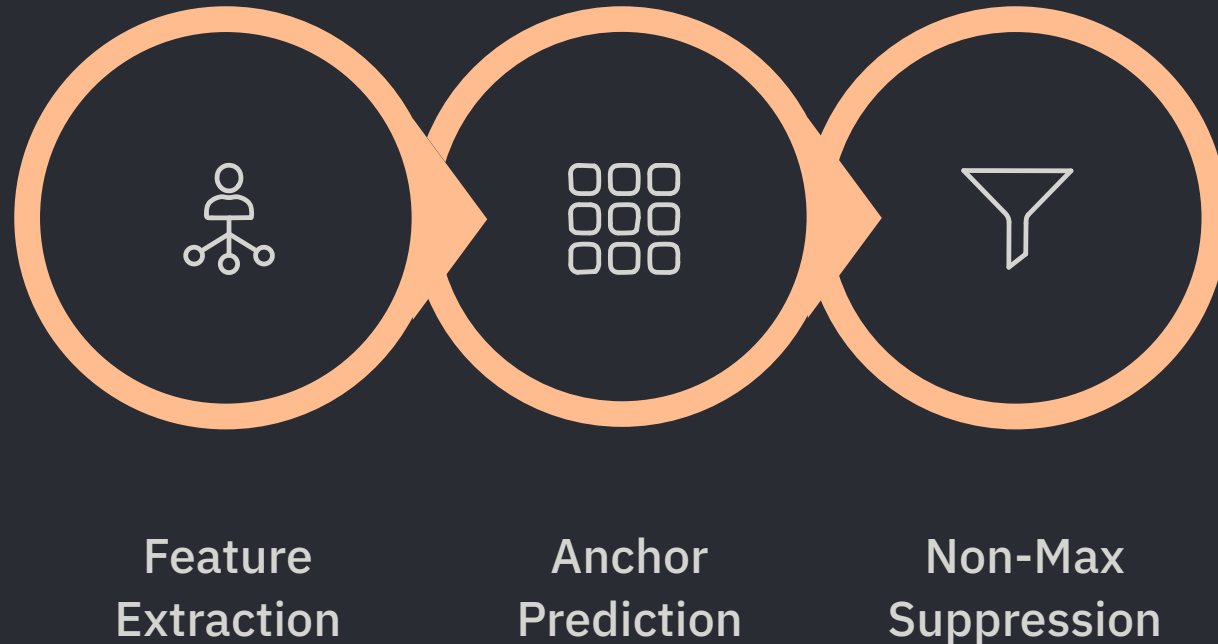 Feature
Extraction
Anchor
Prediction
Non-Max
Suppression